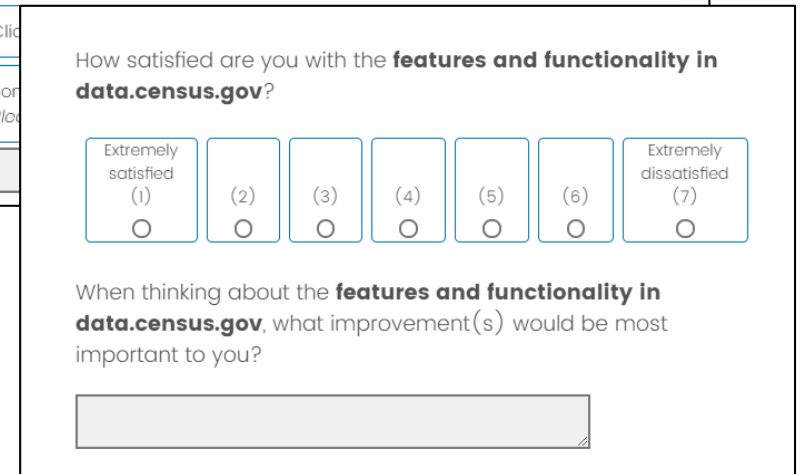 How satisfied are you with the features and functionality in
data.census.gov?
Extremely satisfied (1)
(2)
(3)
(4)
(5)
(6)
Extremely dissatisfied (7)
When thinking about the features and functionality in
data.census.gov, what improvement(s) would be most
important to you?